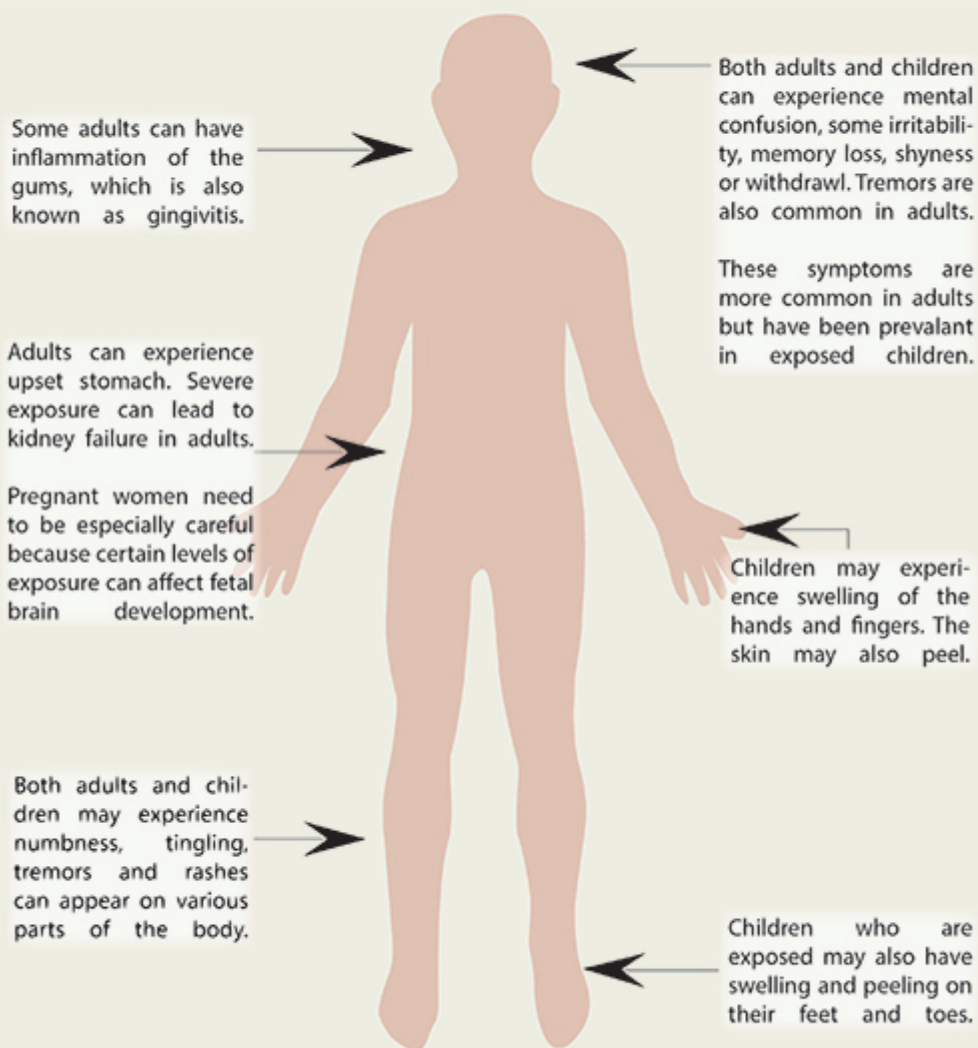 Some adults can have
inflammation of the
gums, which is also
known as gingivitis.
Adults can experience
upset stomach. Severe
exposure can lead to
kidney failure in adults.
Pregnant women need
to be especially careful
because certain levels of
exposure can affect fetal
brain development.
Both adults and chil-
dren may experience
numbness, tingling,
tremors and rashes
can appear on various
parts of the body.
Both adults and children
can experience mental
confusion, some irritabili-
ty, memory loss, shyness
or withdrawl. Tremors are
also common in adults.
These symptoms are
more common in adults
but have been prevalant
in exposed children.
Children may experi-
ence swelling of the
hands and fingers. The
skin may also peel.
Children who are
exposed may also have
swelling and peeling on
their feet and toes.